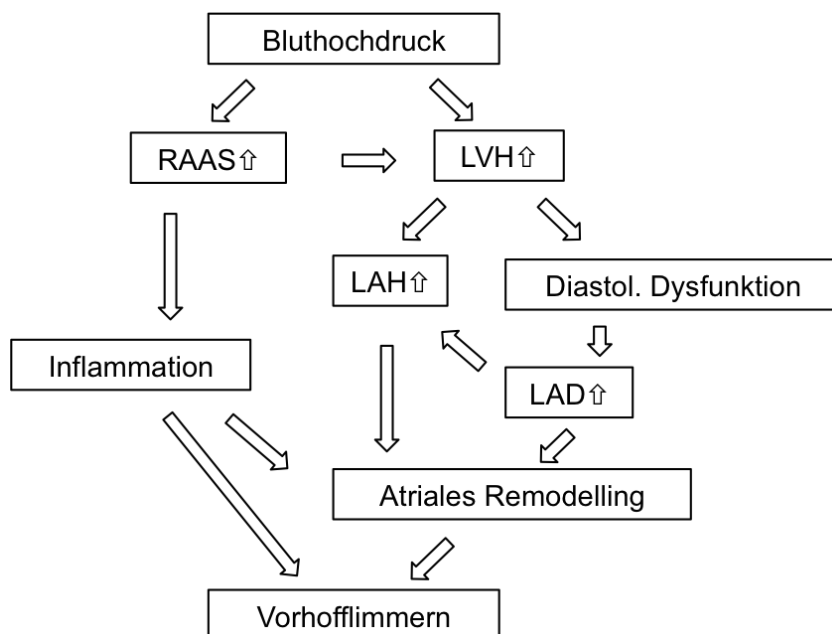 Bluthochdruck
RAAS⇧
LVH⇧
LAH⇧
Diastol. Dysfunktion
Inflammation
LAD⇧
Atriales Remodelling
Vorhofflimmern